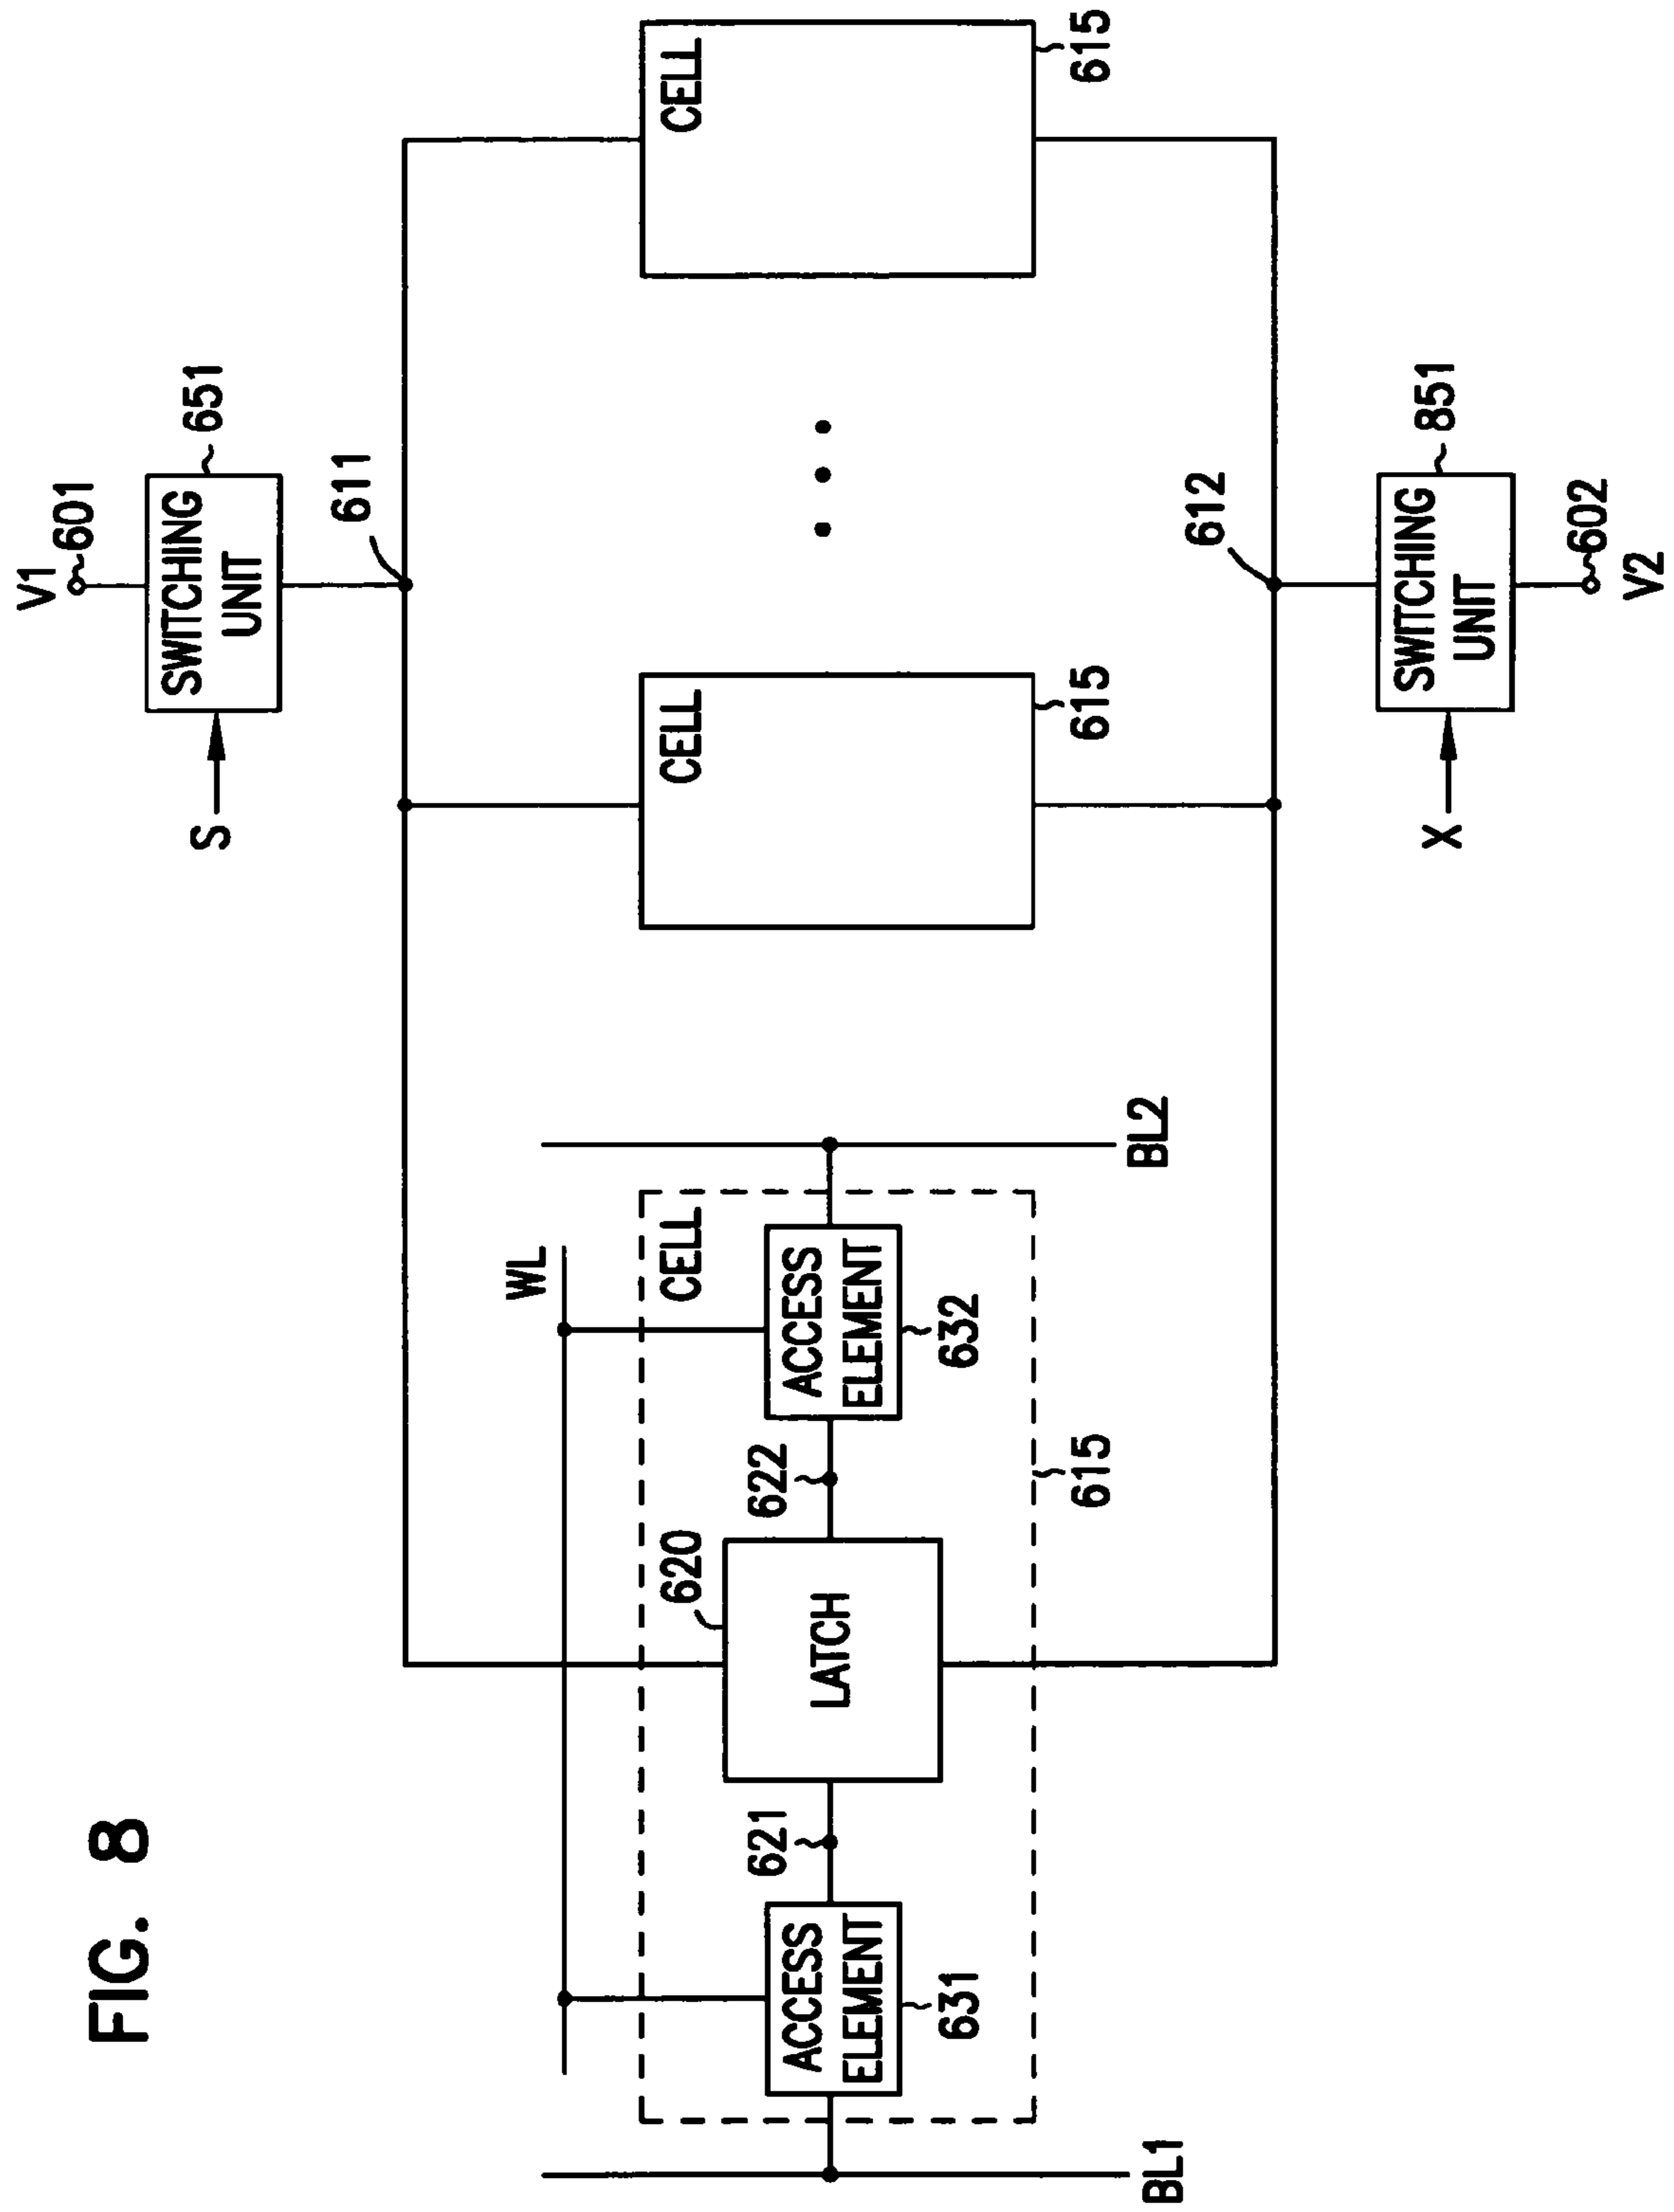 FIG. 8
V1
601
S
SWITCHING
UNIT
651
611
WL
CELL
620
621
622
ACCESS
ELEMENT
631
LATCH
ACCESS
ELEMENT
632
615
BL1
BL2
CELL
615
CELL
615
612
X
SWITCHING
UNIT
851
602
V2